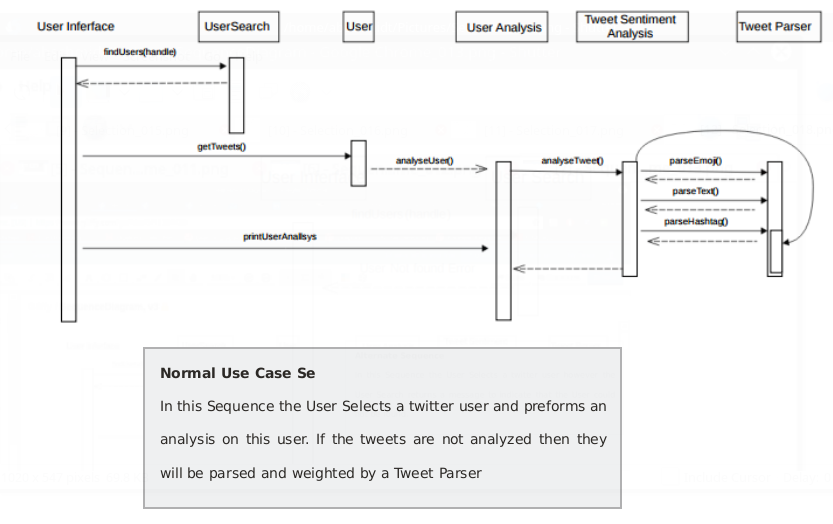 User Inferface
UserSearch
User
User Analysis
Tweet Sentiment
Analysis
Tweet Parser
findUsers(handle)
getTweets()
analyseUser()
analyseTweet()
parseEmoji()
parseText()
parseHashtag()
printUserAnallsys
Normal Use Case Se
In this Sequence the User Selects a twitter user and preforms an
analysis on this user. If the tweets are not analyzed then they
will be parsed and weighted by a Tweet Parser